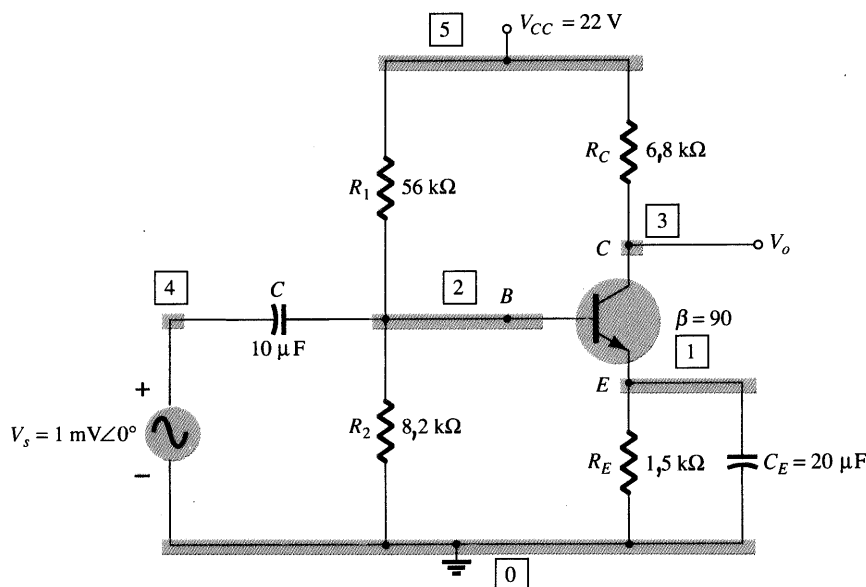 5
V_CC = 22 V
R_C 6,8 kΩ
R_1 56 kΩ
3
C
V_o
4
C
2
B
β = 90
10 µF
1
E
+
V_s = 1 mV∠0°
−
R_2 8,2 kΩ
R_E 1,5 kΩ
C_E = 20 µF
0